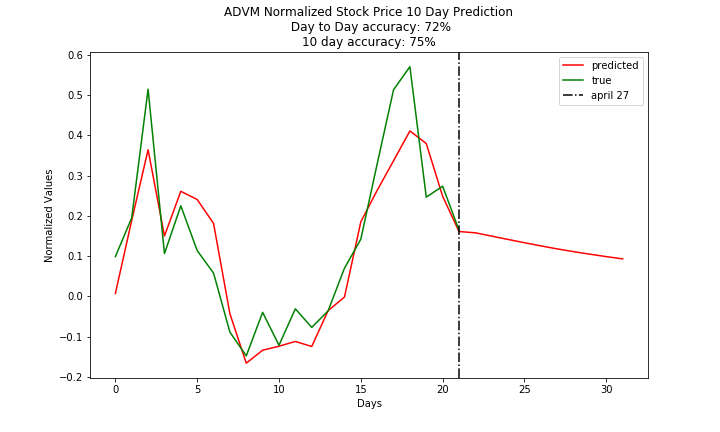 ADVM Normalized Stock Price 10 Day Prediction
Day to Day accuracy: 72%
10 day accuracy: 75%
0.6
0.5
0.4
0.3
0.2
0.1
0.0
−0.1
−0.2
Normalized Values
predicted
true
april 27
0
5
10
15
20
25
30
Days